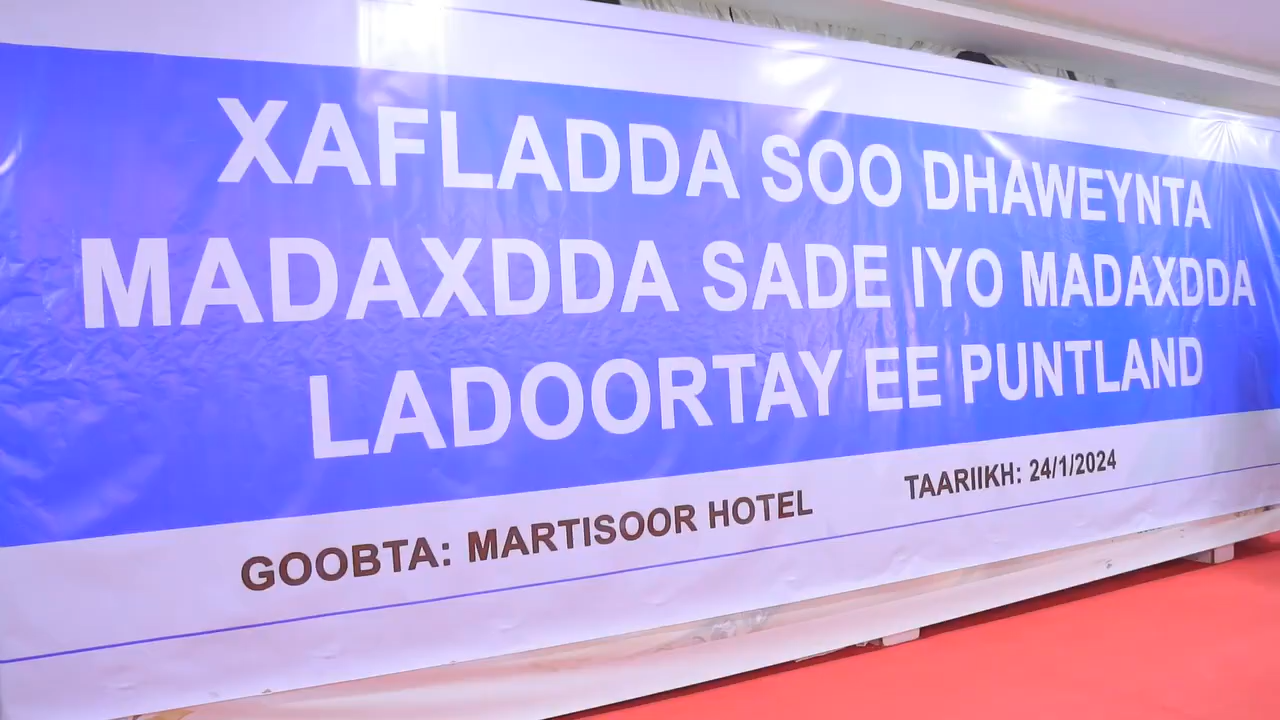 XAFLADDA SOO DHAWEYNTA
MADAXDDA SADE IYO MADAXDDA
LADOORTAY EE PUNTLAND
GOOBTA: MARTISOOR HOTEL
TAARIIKH: 24/1/2024